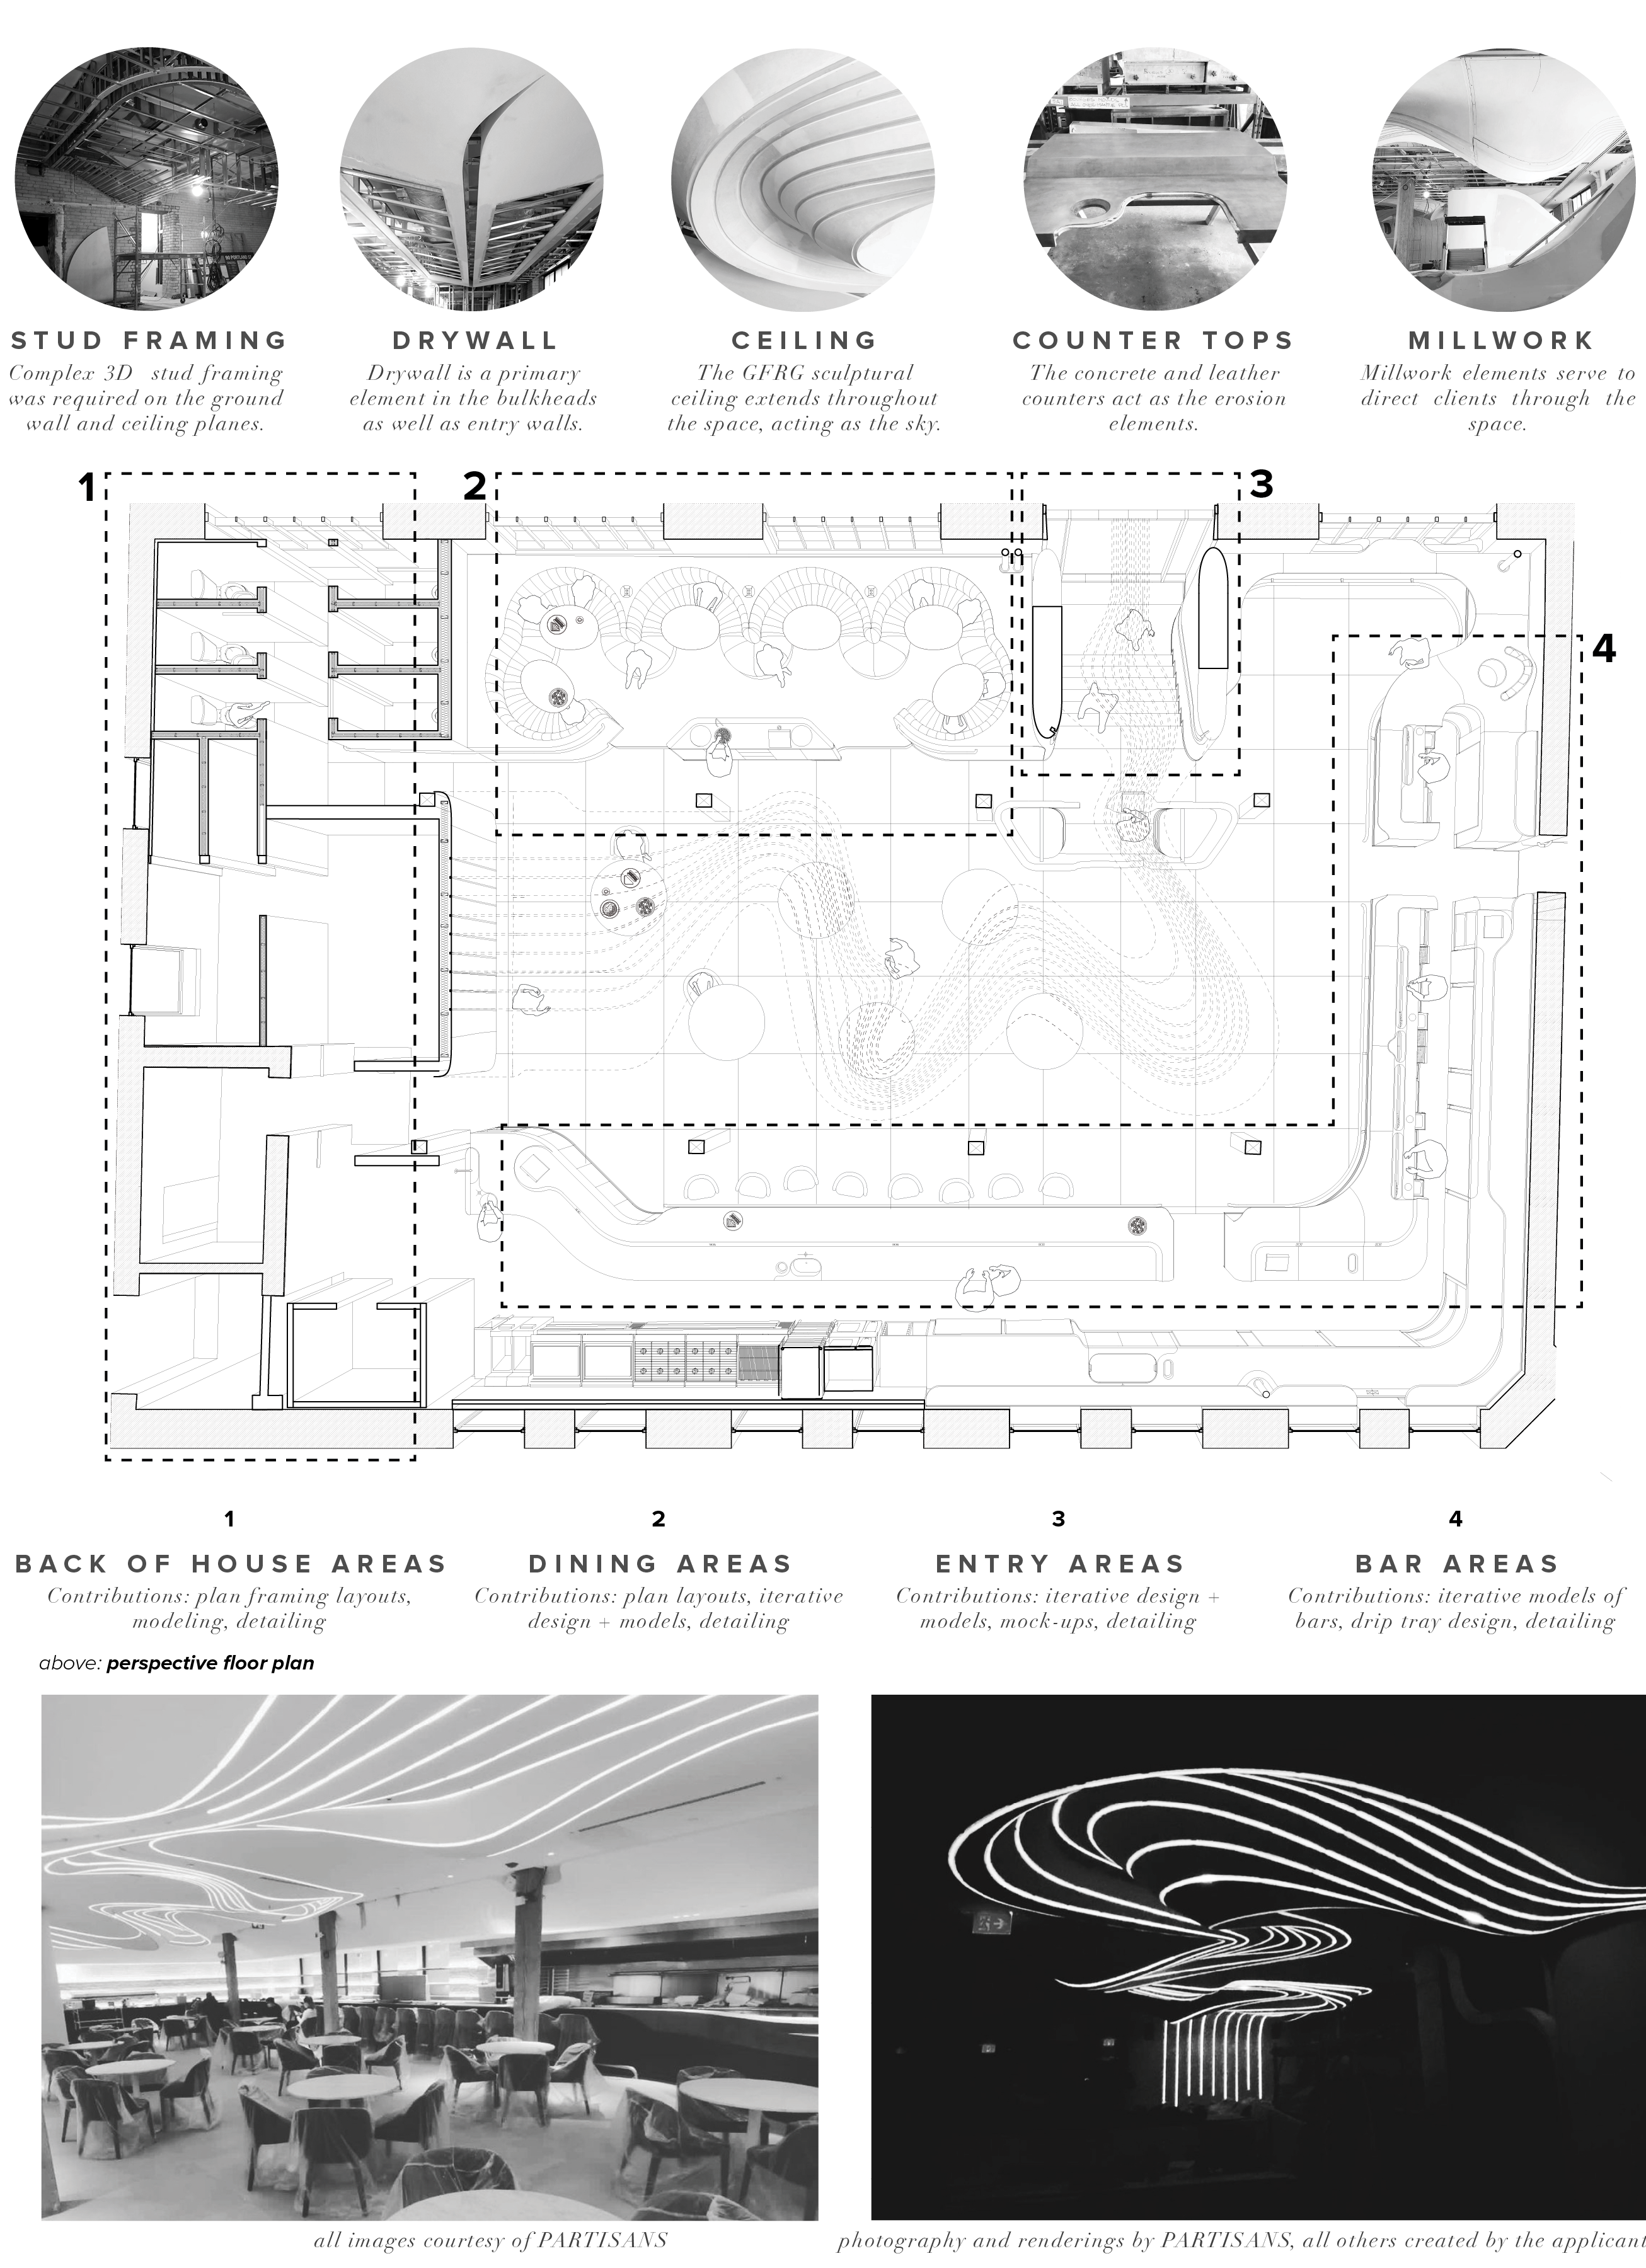 STUD FRAMING
Complex 3D stud framing
was required on the ground
wall and ceiling planes.
DRYWALL
Drywall is a primary
element in the bulkheads
as well as entry walls.
CEILING
The GFRG sculptural
ceiling extends throughout
the space, acting as the sky.
COUNTER TOPS
The concrete and leather
counters act as the erosion
elements.
MILLWORK
Millwork elements serve to
direct clients through the
space.
1
2
3
4
1
BACK OF HOUSE AREAS
Contributions: plan framing layouts,
modeling, detailing
2
DINING AREAS
Contributions: plan layouts, iterative
design + models, detailing
3
ENTRY AREAS
Contributions: iterative design +
models, mock-ups, detailing
4
BAR AREAS
Contributions: iterative models of
bars, drip tray design, detailing
above: perspective floor plan
all images courtesy of PARTISANS
photography and renderings by PARTISANS, all others created by the applicant